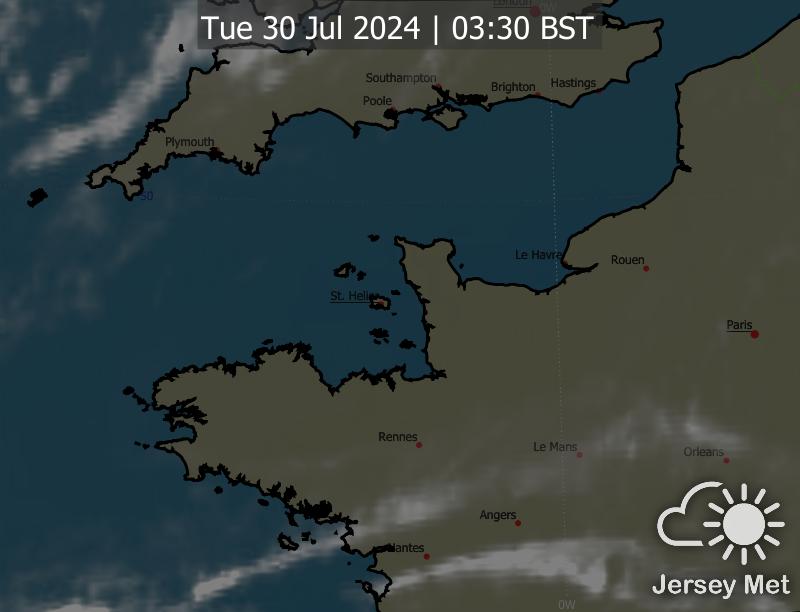 London
0W
Tue 30 Jul 2024 | 03:30 BST
Southampton
Brighton
Hastings
Poole
Plymouth
50
Le Havre
Rouen
St. Helier
Paris
Rennes
Le Mans
Orleans
Angers
Nantes
Jersey Met
0W